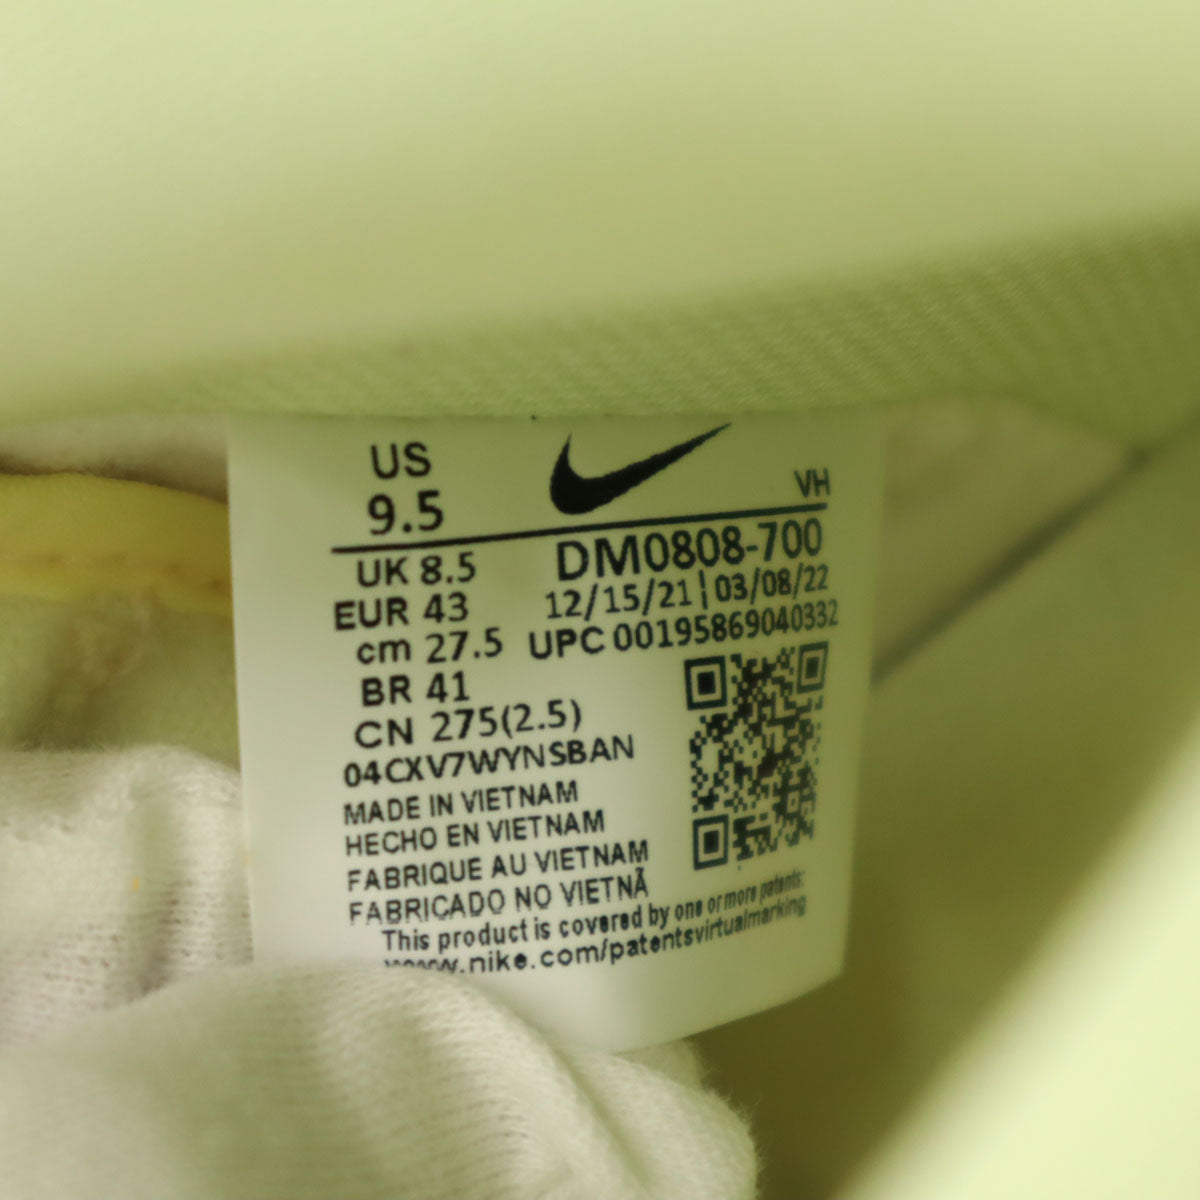 US
9.5
VH
UK 8.5
DM0808-700
EUR 43
12/15/21|03/08/22
cm 27.5
UPC 00195869040332
BR 41
CN 275(2.5)
04CXV7WYNSBAN
MADE IN VIETNAM
HECHO EN VIETNAM
FABRIQUE AU VIETNAM
FABRICADO NO VIETNÃ
This product is covered by one or more patents:
www.nike.com/patentsvirtualmarking